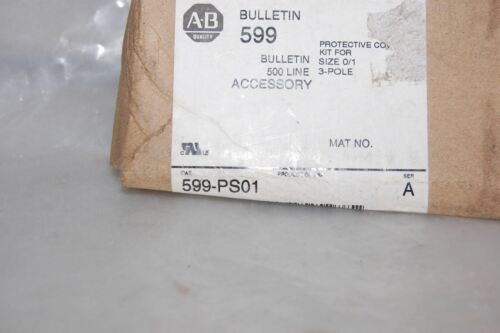 A-B
QUALITY
BULLETIN
599
BULLETIN
500 LINE
ACCESSORY
PROTECTIVE
KIT FOR
SIZE 0/1
3-POLE
MAT NO.
CAT
599-PS01
SER
A